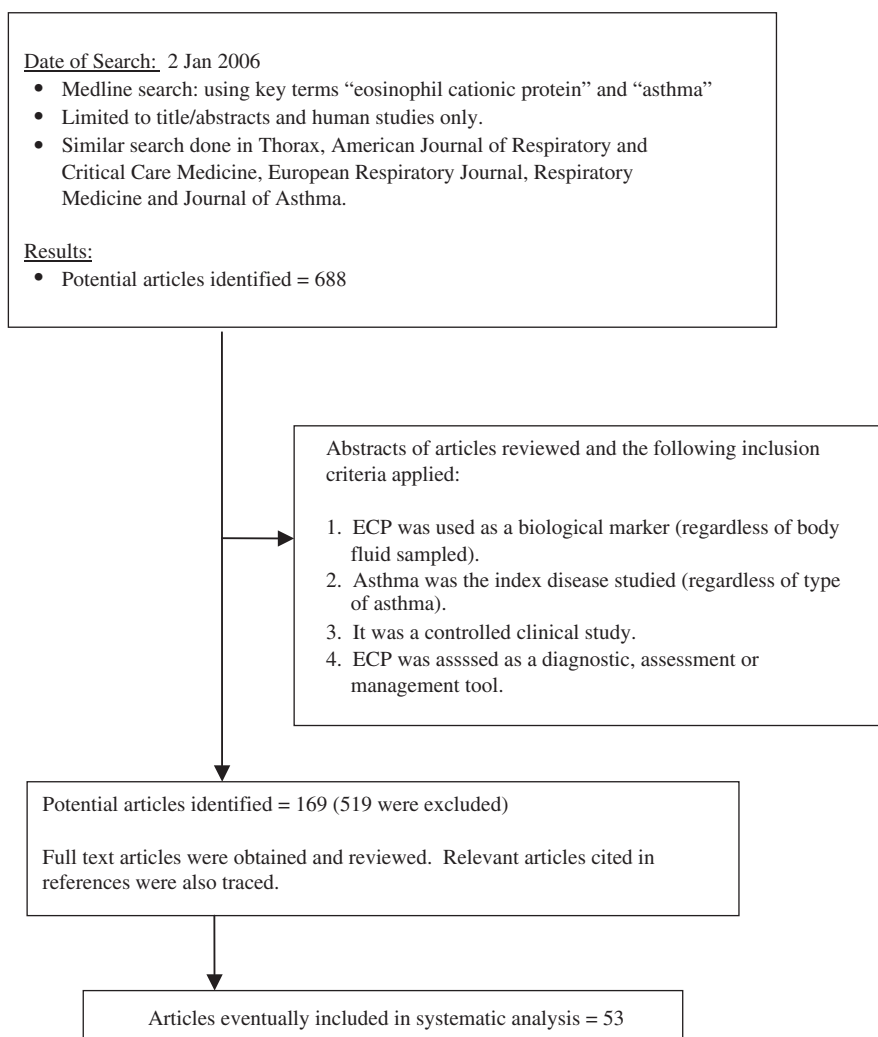 Date of Search: 2 Jan 2006
• Medline search: using key terms “eosinophil cationic protein” and “asthma”
• Limited to title/abstracts and human studies only.
• Similar search done in Thorax, American Journal of Respiratory and
Critical Care Medicine, European Respiratory Journal, Respiratory
Medicine and Journal of Asthma.
Results:
• Potential articles identified = 688
Abstracts of articles reviewed and the following inclusion
criteria applied:
1. ECP was used as a biological marker (regardless of body
fluid sampled).
2. Asthma was the index disease studied (regardless of type
of asthma).
3. It was a controlled clinical study.
4. ECP was assssed as a diagnostic, assessment or
management tool.
Potential articles identified = 169 (519 were excluded)
Full text articles were obtained and reviewed. Relevant articles cited in
references were also traced.
Articles eventually included in systematic analysis = 53